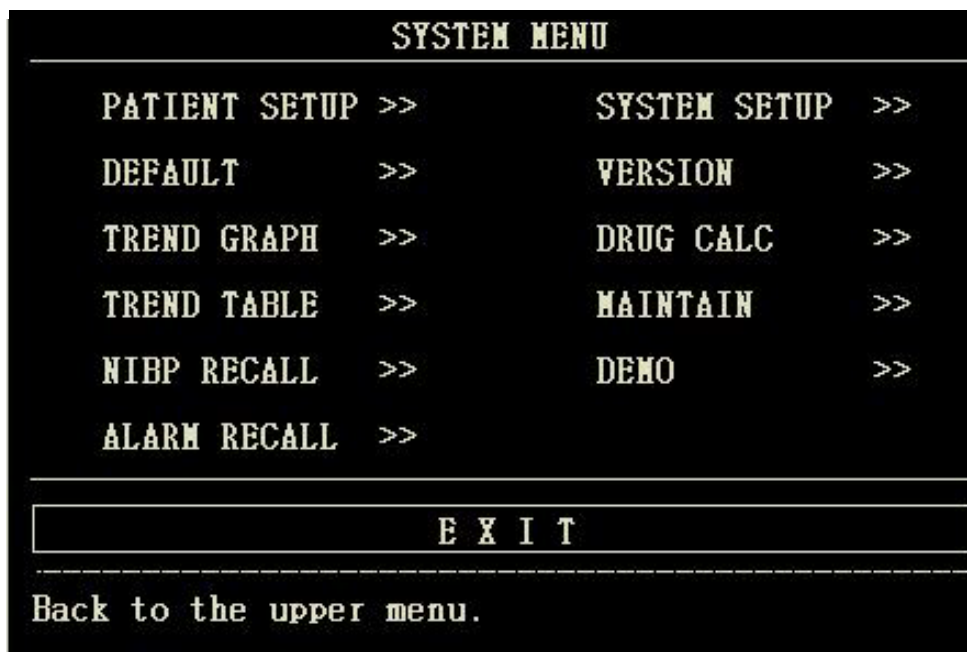 SYSTEM MENU
PATIENT SETUP >> SYSTEM SETUP >>
DEFAULT >> VERSION >>
TREND GRAPH >> DRUG CALC >>
TREND TABLE >> MAINTAIN >>
NIBP RECALL >> DEMO >>
ALARM RECALL >>
E X I T
Back to the upper menu.